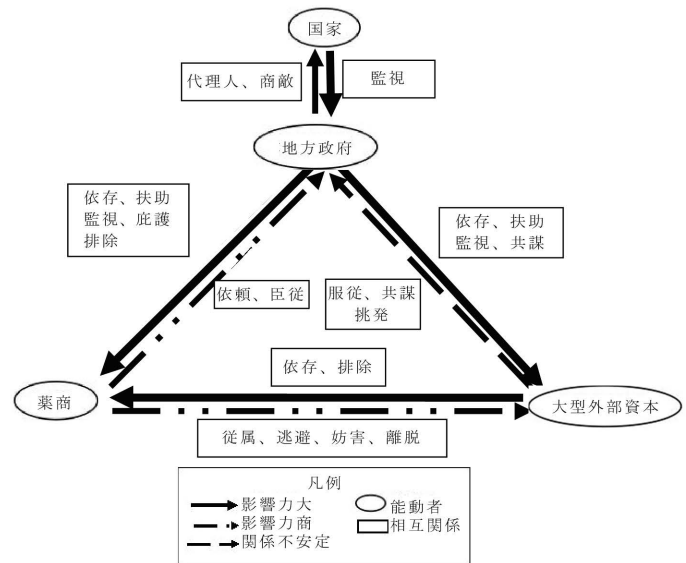 国家
代理人、商敵
監視
地方政府
依存、扶助
監視、庇護
排除
依存、扶助
監視、共謀
依頼、臣従
服従、共謀
挑発
依存、排除
薬商
大型外部資本
従属、逃避、妨害、離脱
凡例
影響力大
能動者
影響力商
相互関係
関係不安定